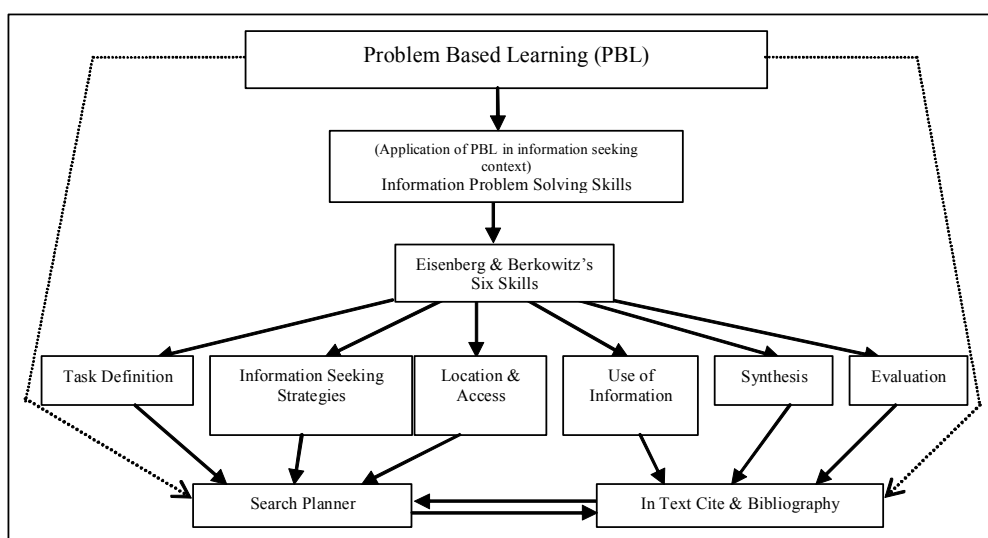 Problem Based Learning (PBL)
(Application of PBL in information seeking
context)
Information Problem Solving Skills
Eisenberg & Berkowitz’s
Six Skills
Task Definition
Information Seeking
Strategies
Location &
Access
Use of
Information
Synthesis
Evaluation
Search Planner
In Text Cite & Bibliography